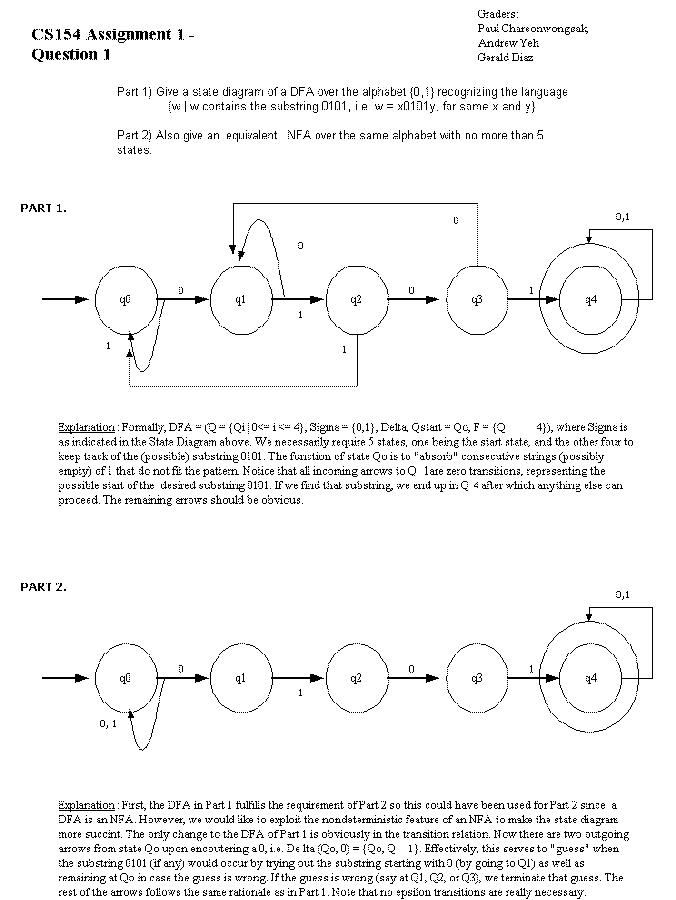 CS154 Assignment 1 -
Question 1
Graders:
Paul Chareonwongsak,
Andrew Yeh
Gerald Diaz
Part 1) Give a state diagram of a DFA over the alphabet {0,1} recognizing the language
{w | w contains the substring 0101, i.e. w = x0101y, for some x and y}
Part 2) Also give an equivalent NFA over the same alphabet with no more than 5
states.
PART 1.
0
0
0,1
q0
0
q1
1
q2
0
q3
1
q4
1
1
Explanation: Formally, DFA = (Q = {Qi | 0<= i <= 4}, Sigma = {0,1}, Delta, Qstart = Qo, F = {Q 4}), where Sigma is
as indicated in the State Diagram above. We necessarily require 5 states, one being the start state, and the other four to
keep track of the (possible) substring 0101. The function of state Qo is to "absorb" consecutive strings (possibly
empty) of 1 that do not fit the pattern. Notice that all incoming arrows to Q 1are zero transitions, representing the
possible start of the desired substring 0101. If we find that substring, we end up in Q 4 after which anything else can
proceed. The remaining arrows should be obvious.
PART 2.
0,1
q0
0
q1
1
q2
0
q3
1
q4
0, 1
Explanation: First, the DFA in Part 1 fulfills the requirement of Part 2 so this could have been used for Part 2 since a
DFA is an NFA. However, we would like to exploit the nondeterministic feature of an NFA to make the state diagram
more succint. The only change to the DFA of Part 1 is obviously in the transition relation. Now there are two outgoing
arrows from state Qo upon encoutering a 0, i.e. Delta (Qo, 0) = {Qo, Q 1}. Effectively, this serves to "guess" when
the substring 0101 (if any) would occur by trying out the substring starting with 0 (by going to Q1) as well as
remaining at Qo in case the guess is wrong. If the guess is wrong (say at Q1, Q2, or Q3), we terminate that guess. The
rest of the arrows follows the same rationale as in Part 1. Note that no epsilon transitions are really necessary.